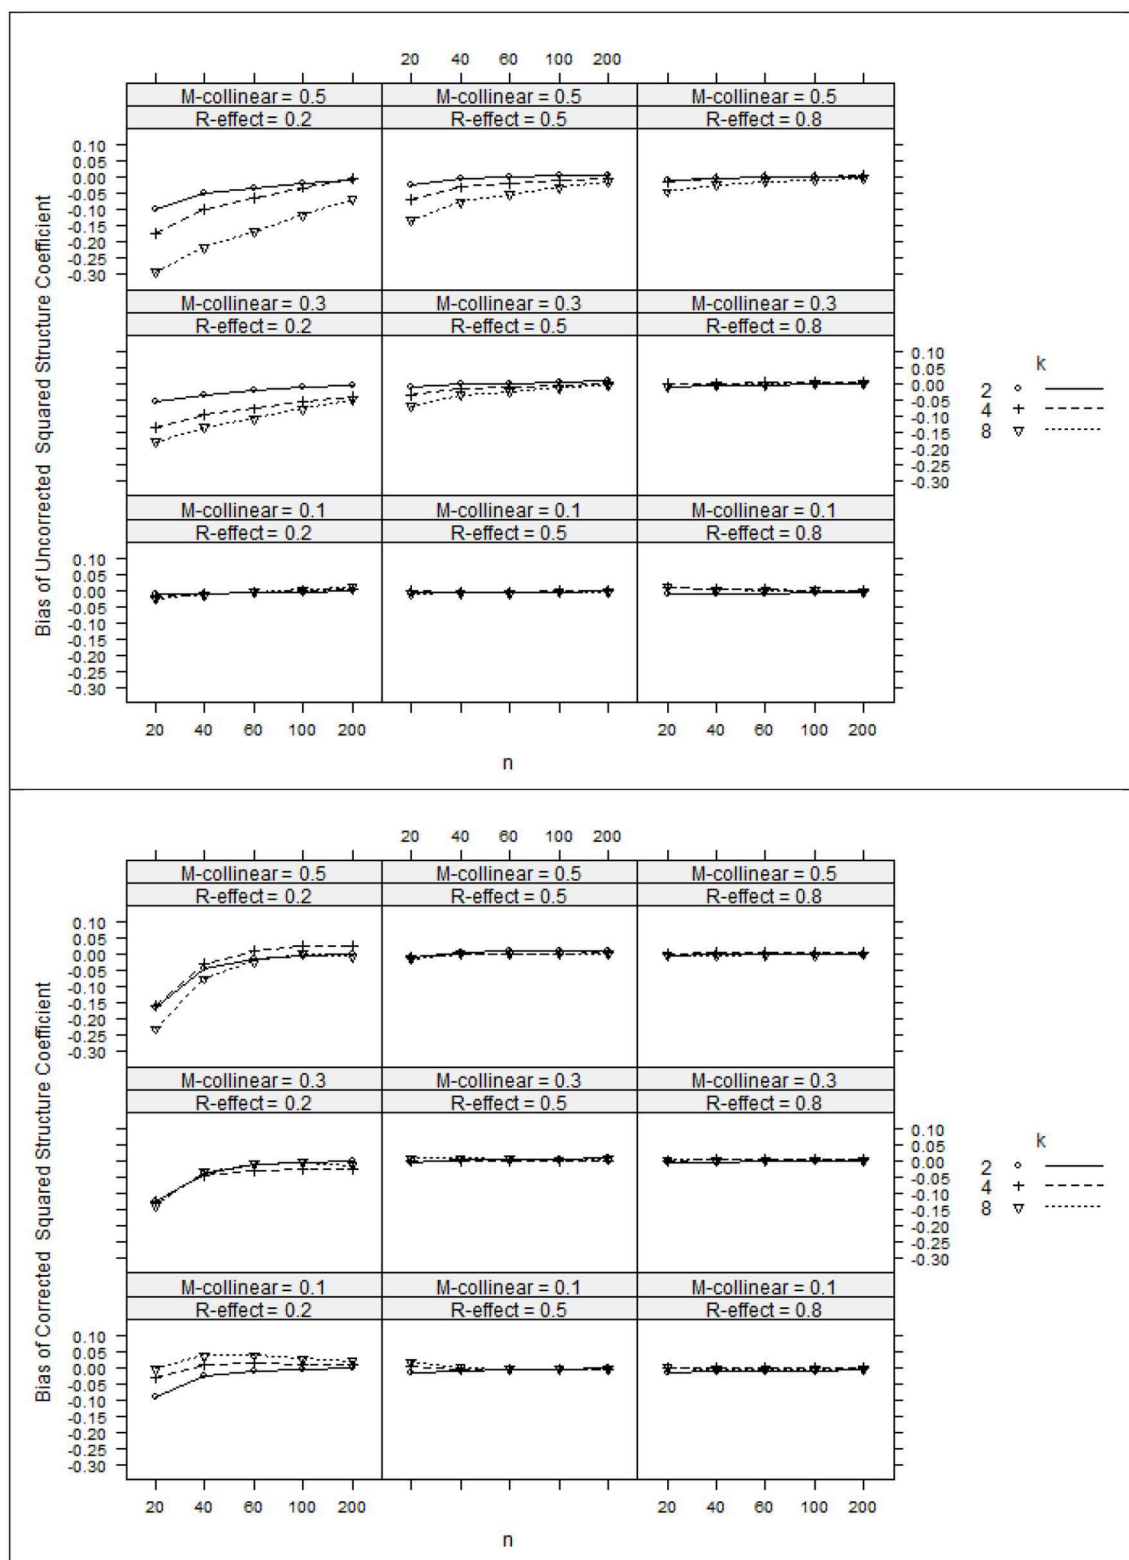 20 40 60 100 200
M-collinear = 0.5 M-collinear = 0.5 M-collinear = 0.5
R-effect = 0.2 R-effect = 0.5 R-effect = 0.8
0.10
0.05
0.00
-0.05
-0.10
-0.15
-0.20
-0.25
-0.30
M-collinear = 0.3 M-collinear = 0.3 M-collinear = 0.3
R-effect = 0.2 R-effect = 0.5 R-effect = 0.8
0.10
0.05
0.00
-0.05
-0.10
-0.15
-0.20
-0.25
-0.30
M-collinear = 0.1 M-collinear = 0.1 M-collinear = 0.1
R-effect = 0.2 R-effect = 0.5 R-effect = 0.8
0.10
0.05
0.00
-0.05
-0.10
-0.15
-0.20
-0.25
-0.30
20 40 60 100 200 20 40 60 100 200
n
Bias of Uncorrected Squared Structure Coefficient
k
2
4
8
20 40 60 100 200
M-collinear = 0.5 M-collinear = 0.5 M-collinear = 0.5
R-effect = 0.2 R-effect = 0.5 R-effect = 0.8
0.10
0.05
0.00
-0.05
-0.10
-0.15
-0.20
-0.25
-0.30
M-collinear = 0.3 M-collinear = 0.3 M-collinear = 0.3
R-effect = 0.2 R-effect = 0.5 R-effect = 0.8
0.10
0.05
0.00
-0.05
-0.10
-0.15
-0.20
-0.25
-0.30
M-collinear = 0.1 M-collinear = 0.1 M-collinear = 0.1
R-effect = 0.2 R-effect = 0.5 R-effect = 0.8
0.10
0.05
0.00
-0.05
-0.10
-0.15
-0.20
-0.25
-0.30
20 40 60 100 200 20 40 60 100 200
n
Bias of Corrected Squared Structure Coefficient
k
2
4
8